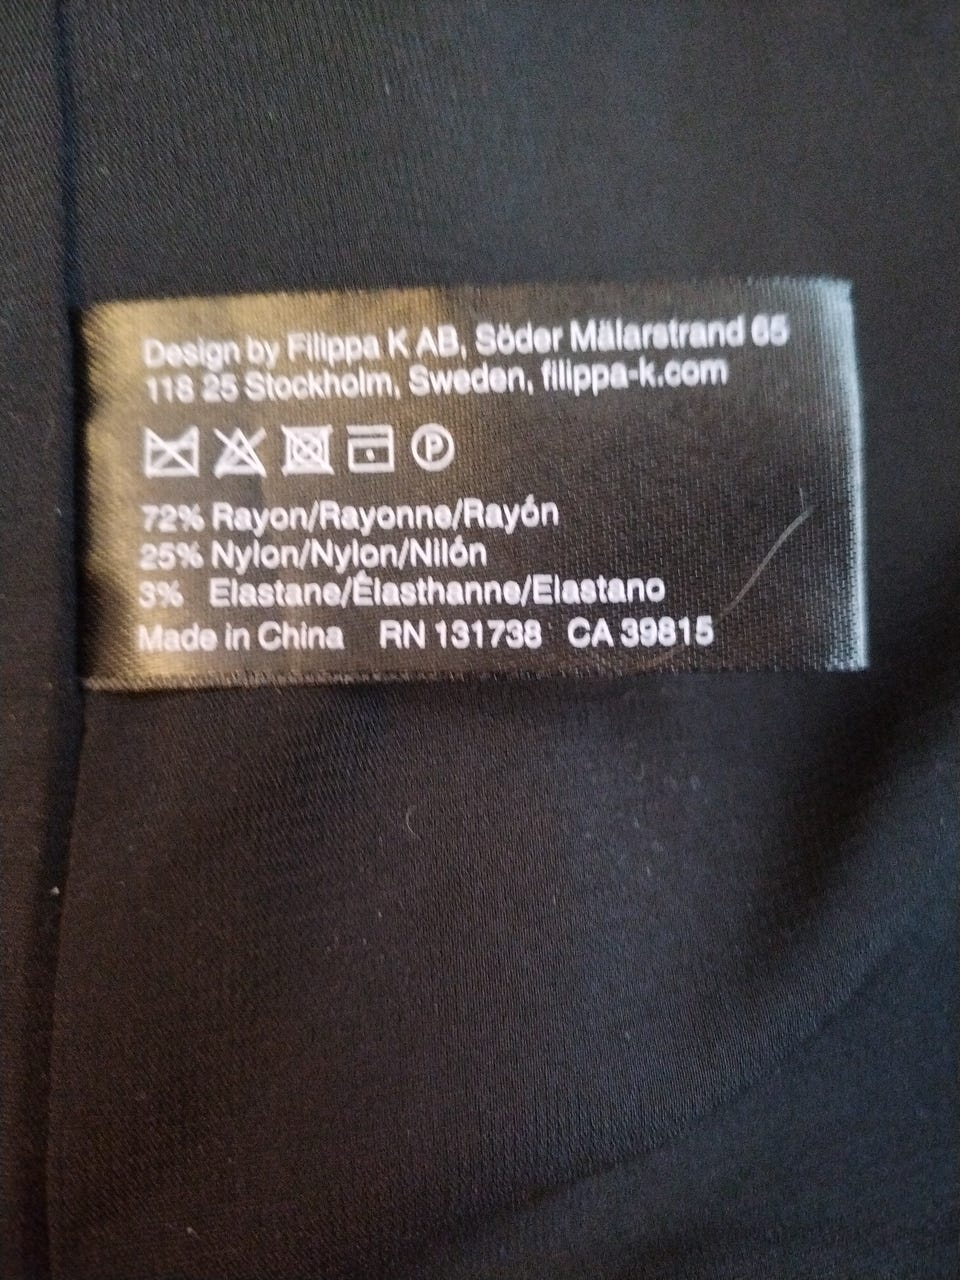 Design by Filippa K AB, Söder Mälarstrand 65
118 25 Stockholm, Sweden, filippa-k.com
P
72% Rayon/Rayonne/Rayón
25% Nylon/Nylon/Nilón
3% Elastane/Élasthanne/Elastano
Made in China RN 131738 CA 39815